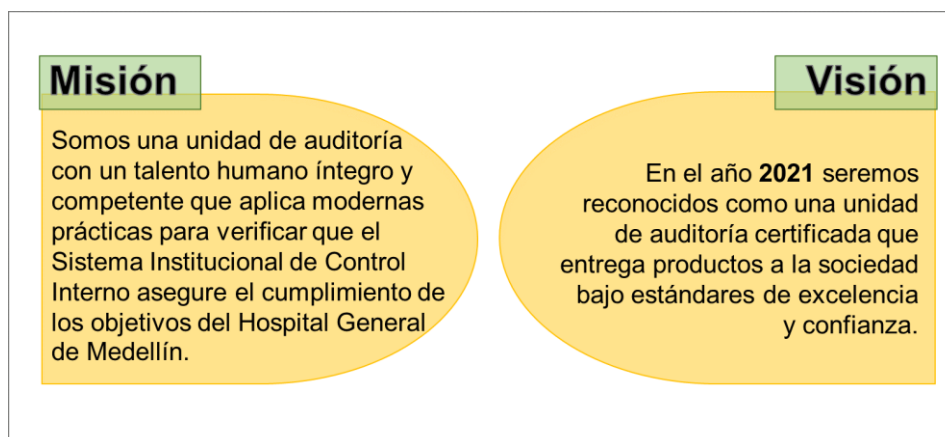 Misión
Somos una unidad de auditoría
con un talento humano íntegro y
competente que aplica modernas
prácticas para verificar que el
Sistema Institucional de Control
Interno asegure el cumplimiento de
los objetivos del Hospital General
de Medellín.
Visión
En el año 2021 seremos
reconocidos como una unidad
de auditoría certificada que
entrega productos a la sociedad
bajo estándares de excelencia
y confianza.